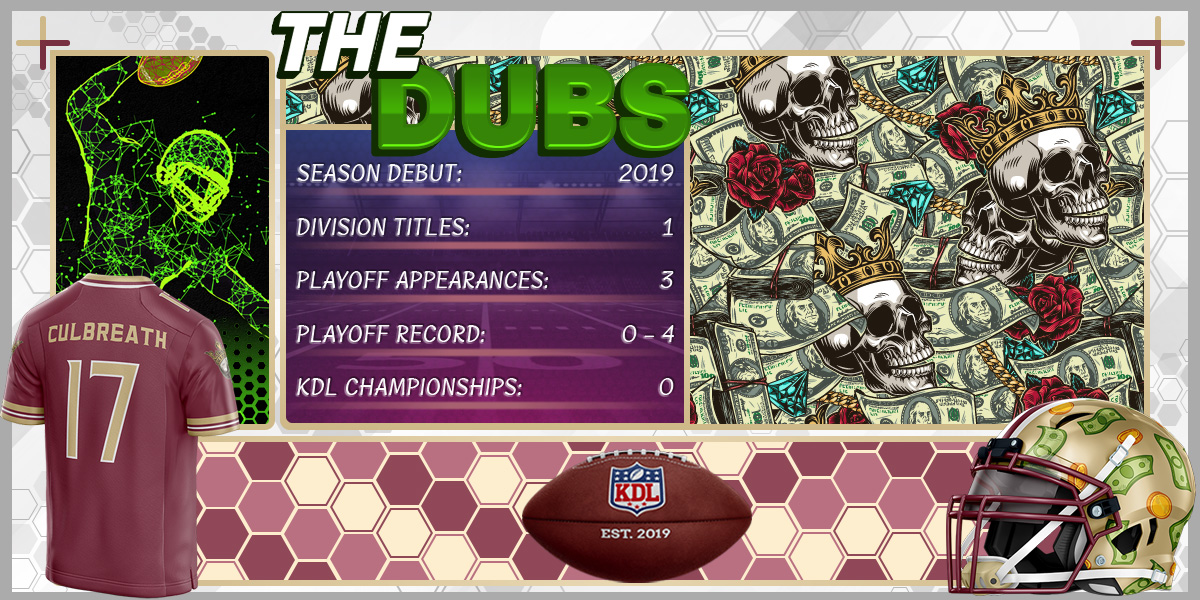 THE
DUBS
SEASON DEBUT: 2019
DIVISION TITLES: 1
PLAYOFF APPEARANCES: 3
PLAYOFF RECORD: 0 - 4
KDL CHAMPIONSHIPS: 0
CULBREATH
17
KDL
EST. 2019